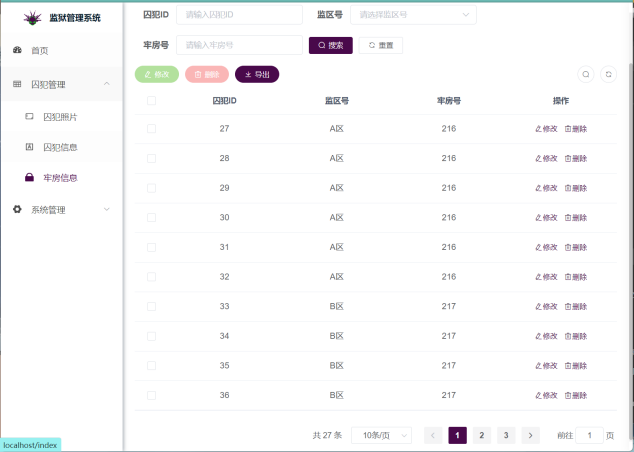 监狱管理系统
首页
囚犯管理
囚犯照片
囚犯信息
牢房信息
系统管理
囚犯ID 请输入囚犯ID 监区号 请选择监区号
牢房号 请输入牢房号 搜索 重置
修改 删除 导出
囚犯ID 监区号 牢房号 操作
27 A区 216 修改 删除
28 A区 216 修改 删除
29 A区 216 修改 删除
30 A区 216 修改 删除
31 A区 216 修改 删除
32 A区 216 修改 删除
33 B区 217 修改 删除
34 B区 217 修改 删除
35 B区 217 修改 删除
36 B区 217 修改 删除
共 27 条 10条/页 1 2 3 前往 1 页
localhost/index